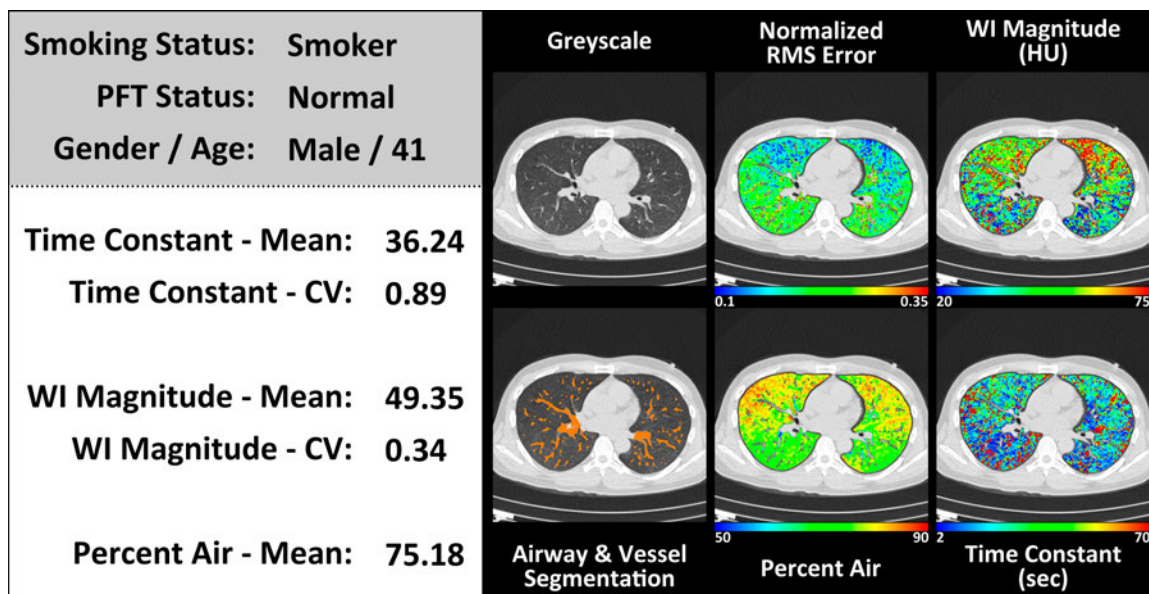 Smoking Status: Smoker
PFT Status: Normal
Gender / Age: Male / 41
Time Constant - Mean: 36.24
Time Constant - CV: 0.89
WI Magnitude - Mean: 49.35
WI Magnitude - CV: 0.34
Percent Air - Mean: 75.18
Greyscale
Normalized
RMS Error
WI Magnitude
(HU)
0.1 0.35
20 75
50 90
2 70
Airway & Vessel
Segmentation
Percent Air
Time Constant
(sec)